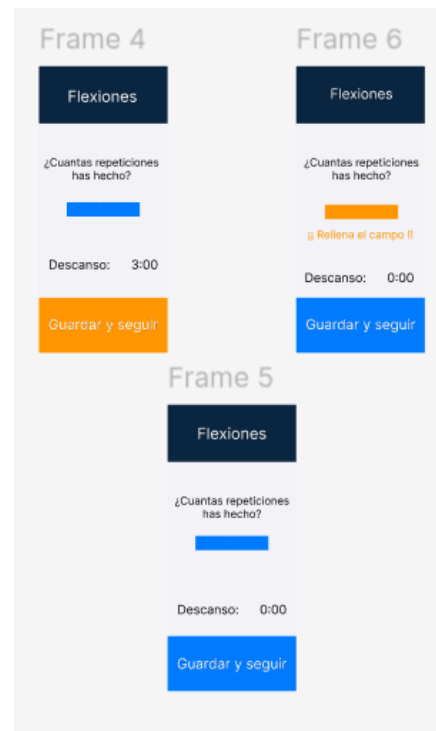 Frame 4
Flexiones
¿Cuantas repeticiones
has hecho?
Descanso: 3:00
Guardar y seguir
Frame 6
Flexiones
¿Cuantas repeticiones
has hecho?
¡¡ Rellena el campo !!
Descanso: 0:00
Guardar y seguir
Frame 5
Flexiones
¿Cuantas repeticiones
has hecho?
Descanso: 0:00
Guardar y seguir